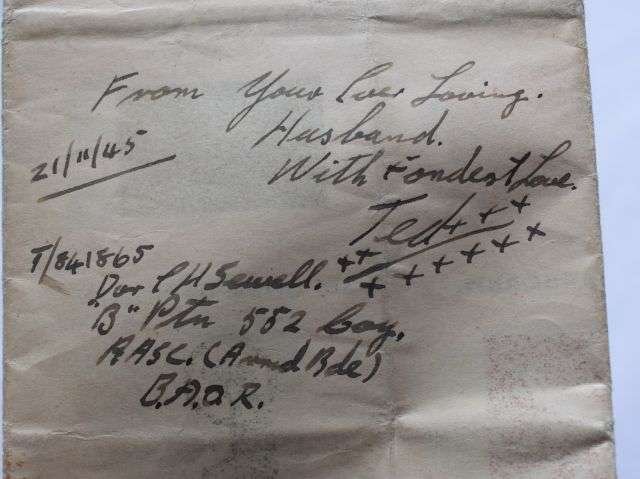 From Your Ever Loving.
Husband.
21/11/45
With Fondest Love.
Ted +++
++ ++++++
T/841865
"Dvr C H Sewell.
"B" Ptn 552 Coy.
RASC. (Armd Bde)
B.A.O.R.